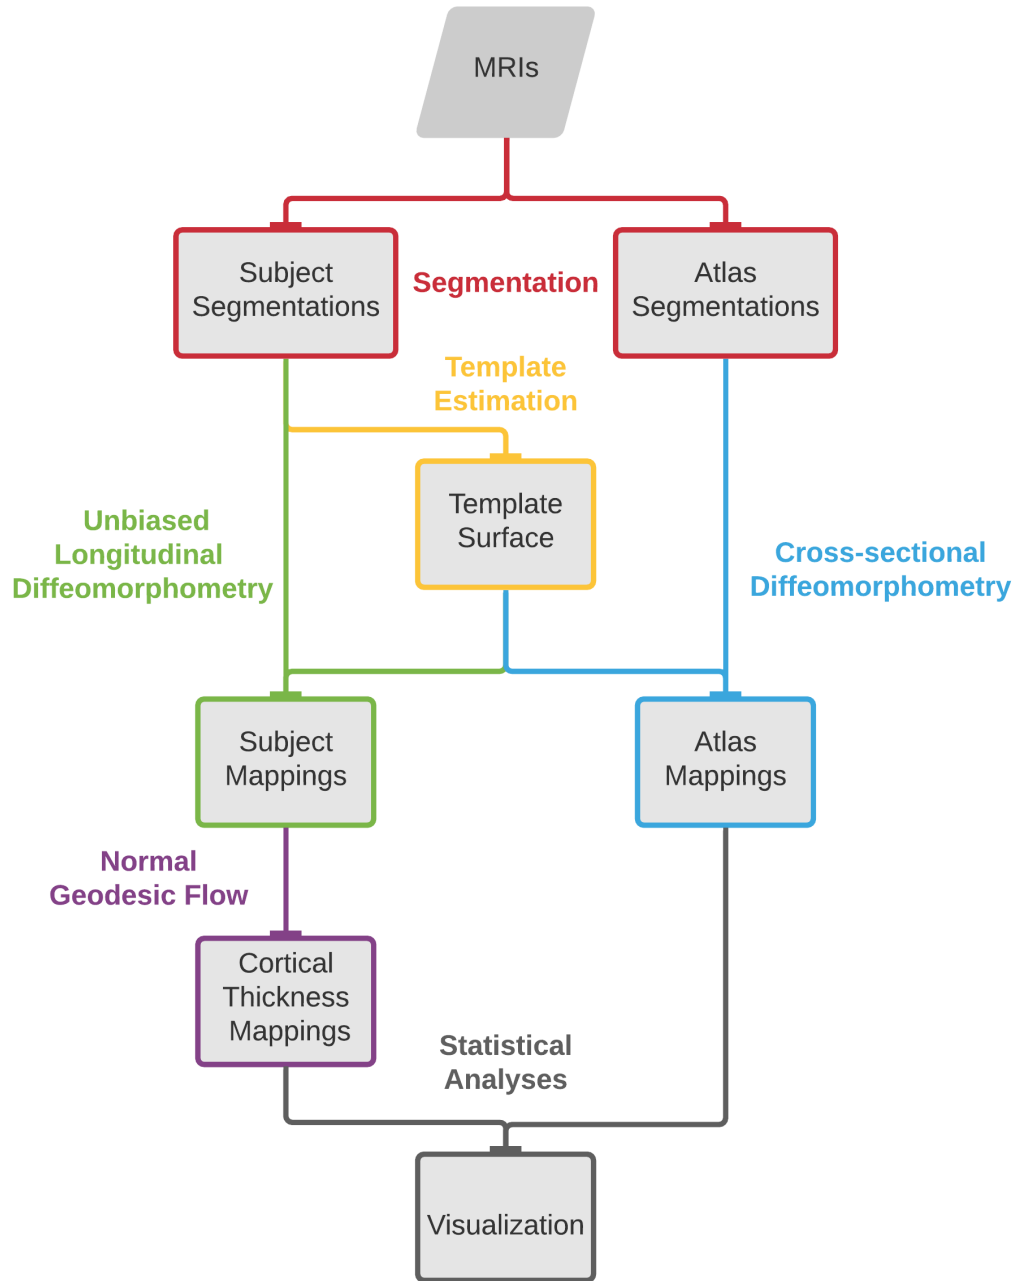 MRIs
Subject
Segmentations
Segmentation
Atlas
Segmentations
Template
Estimation
Template
Surface
Unbiased
Longitudinal
Diffeomorphometry
Cross-sectional
Diffeomorphometry
Subject
Mappings
Atlas
Mappings
Normal
Geodesic Flow
Cortical
Thickness
Mappings
Statistical
Analyses
Visualization